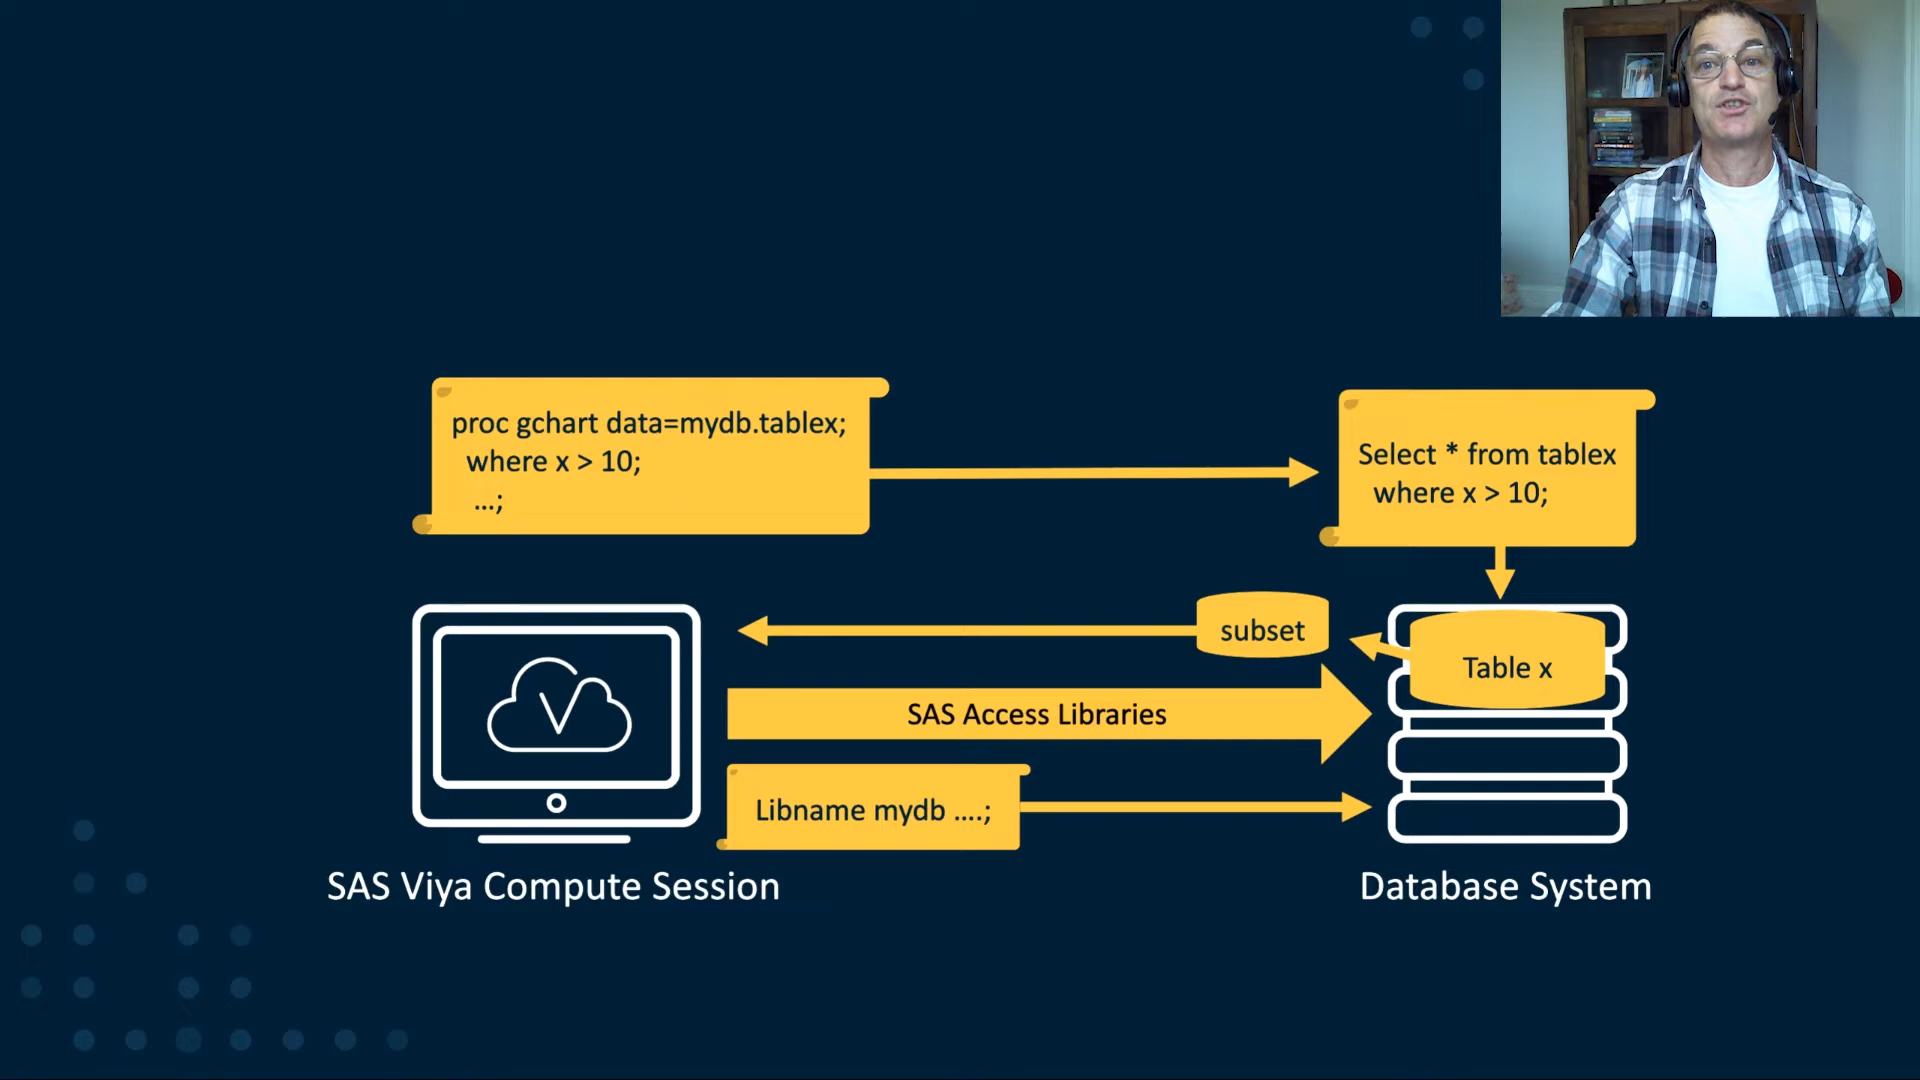 proc gchart data=mydb.tablex;
where x > 10;
...;
Select * from tablex
where x > 10;
subset
Table x
SAS Access Libraries
Libname mydb ....;
SAS Viya Compute Session
Database System